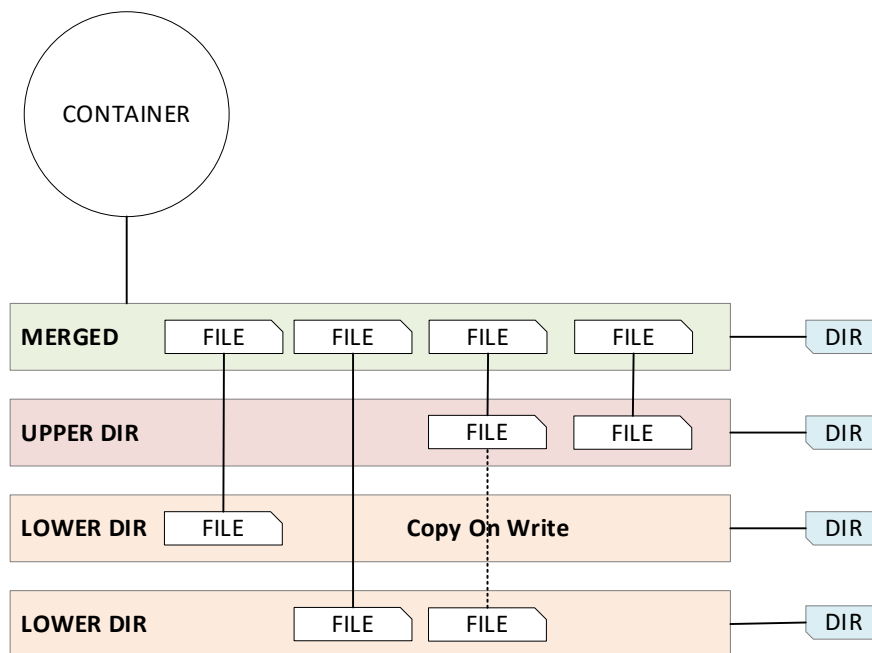 CONTAINER
MERGED FILE FILE FILE FILE DIR
UPPER DIR FILE FILE DIR
LOWER DIR FILE Copy On Write DIR
LOWER DIR FILE FILE DIR